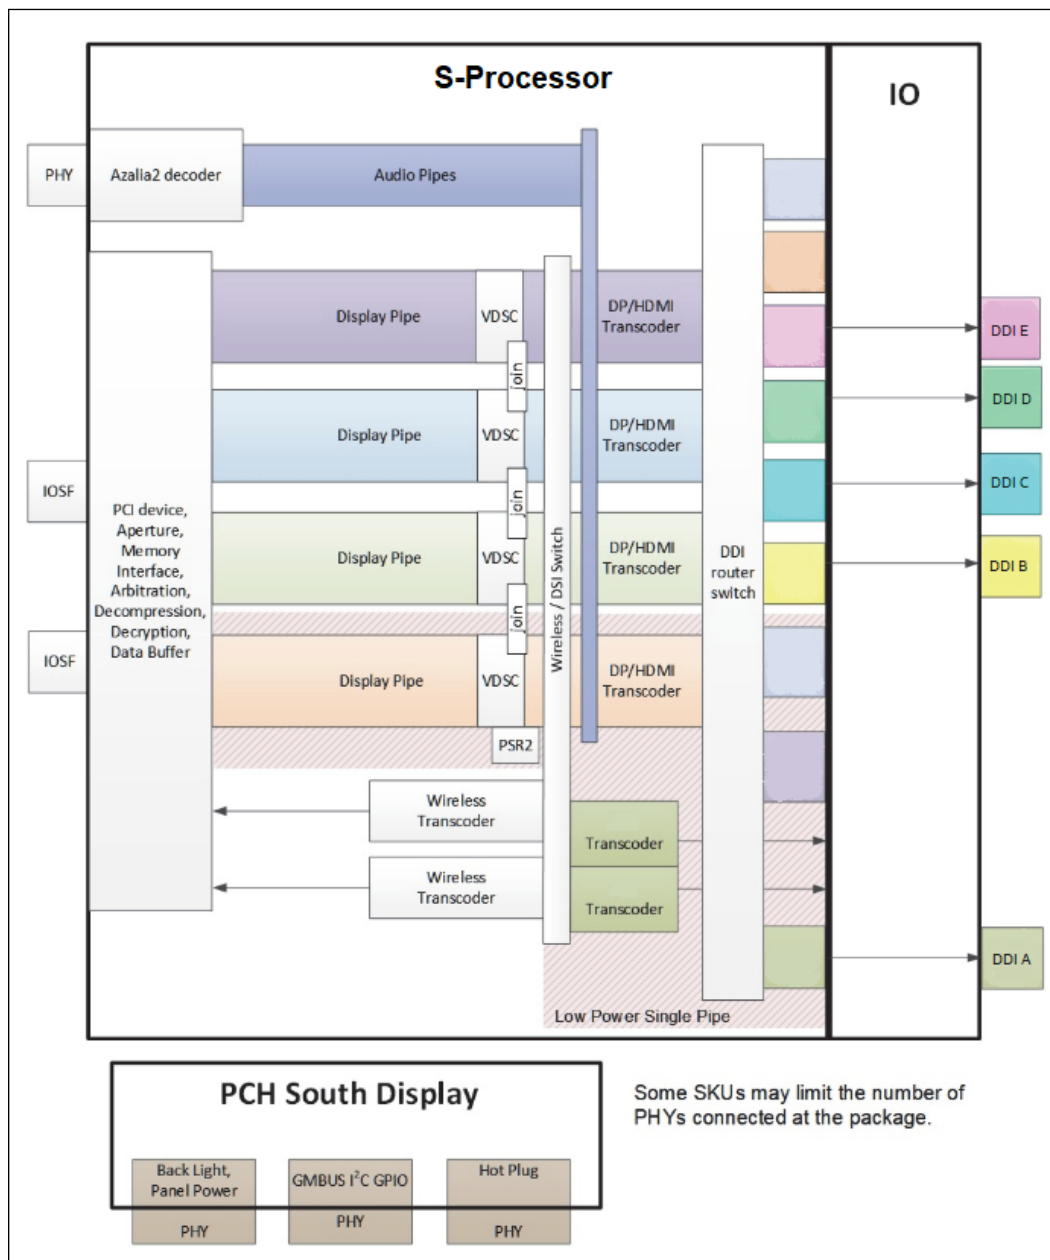 S-Processor
IO
PHY
Azalia2 decoder
Audio Pipes
Display Pipe
VDSC
DP/HDMI
Transcoder
DDI E
join
Display Pipe
VDSC
DP/HDMI
Transcoder
DDI D
join
IOSF
DDI C
PCI device,
Aperture,
Memory
Interface,
Arbitration,
Decompression,
Decryption,
Data Buffer
Display Pipe
VDSC
DP/HDMI
Transcoder
Wireless / DSI Switch
DDI
router
switch
DDI B
join
IOSF
Display Pipe
VDSC
DP/HDMI
Transcoder
PSR2
Wireless
Transcoder
Transcoder
Wireless
Transcoder
Transcoder
DDI A
Low Power Single Pipe
PCH South Display
Some SKUs may limit the number of
PHYs connected at the package.
Back Light,
Panel Power
PHY
GMBUS I²C GPIO
PHY
Hot Plug
PHY